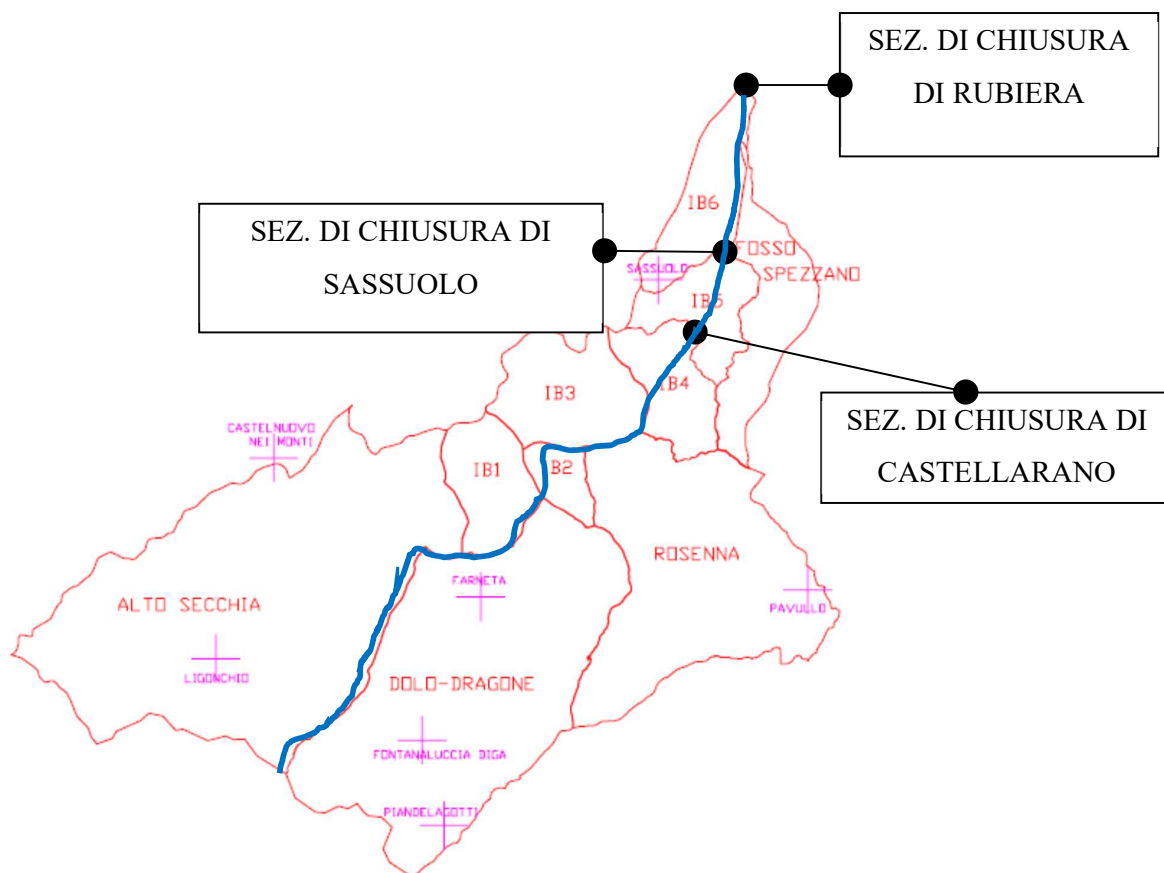 SEZ. DI CHIUSURA
DI RUBIERA
IB6
SEZ. DI CHIUSURA DI
SASSUOLO
FOSSO
SPEZZANO
SASSUOLO
IB5
IB3
IB4
SEZ. DI CHIUSURA DI
CASTELLARANO
CASTELNUOVO
NEI MONTI
IB1
B2
ROSENNA
FARNETA
PAVULLO
ALTO SECCHIA
LIGONCHIO
DOLO-DRAGONE
FONTANALUCCIA DIGA
PIANDELAGOTTI